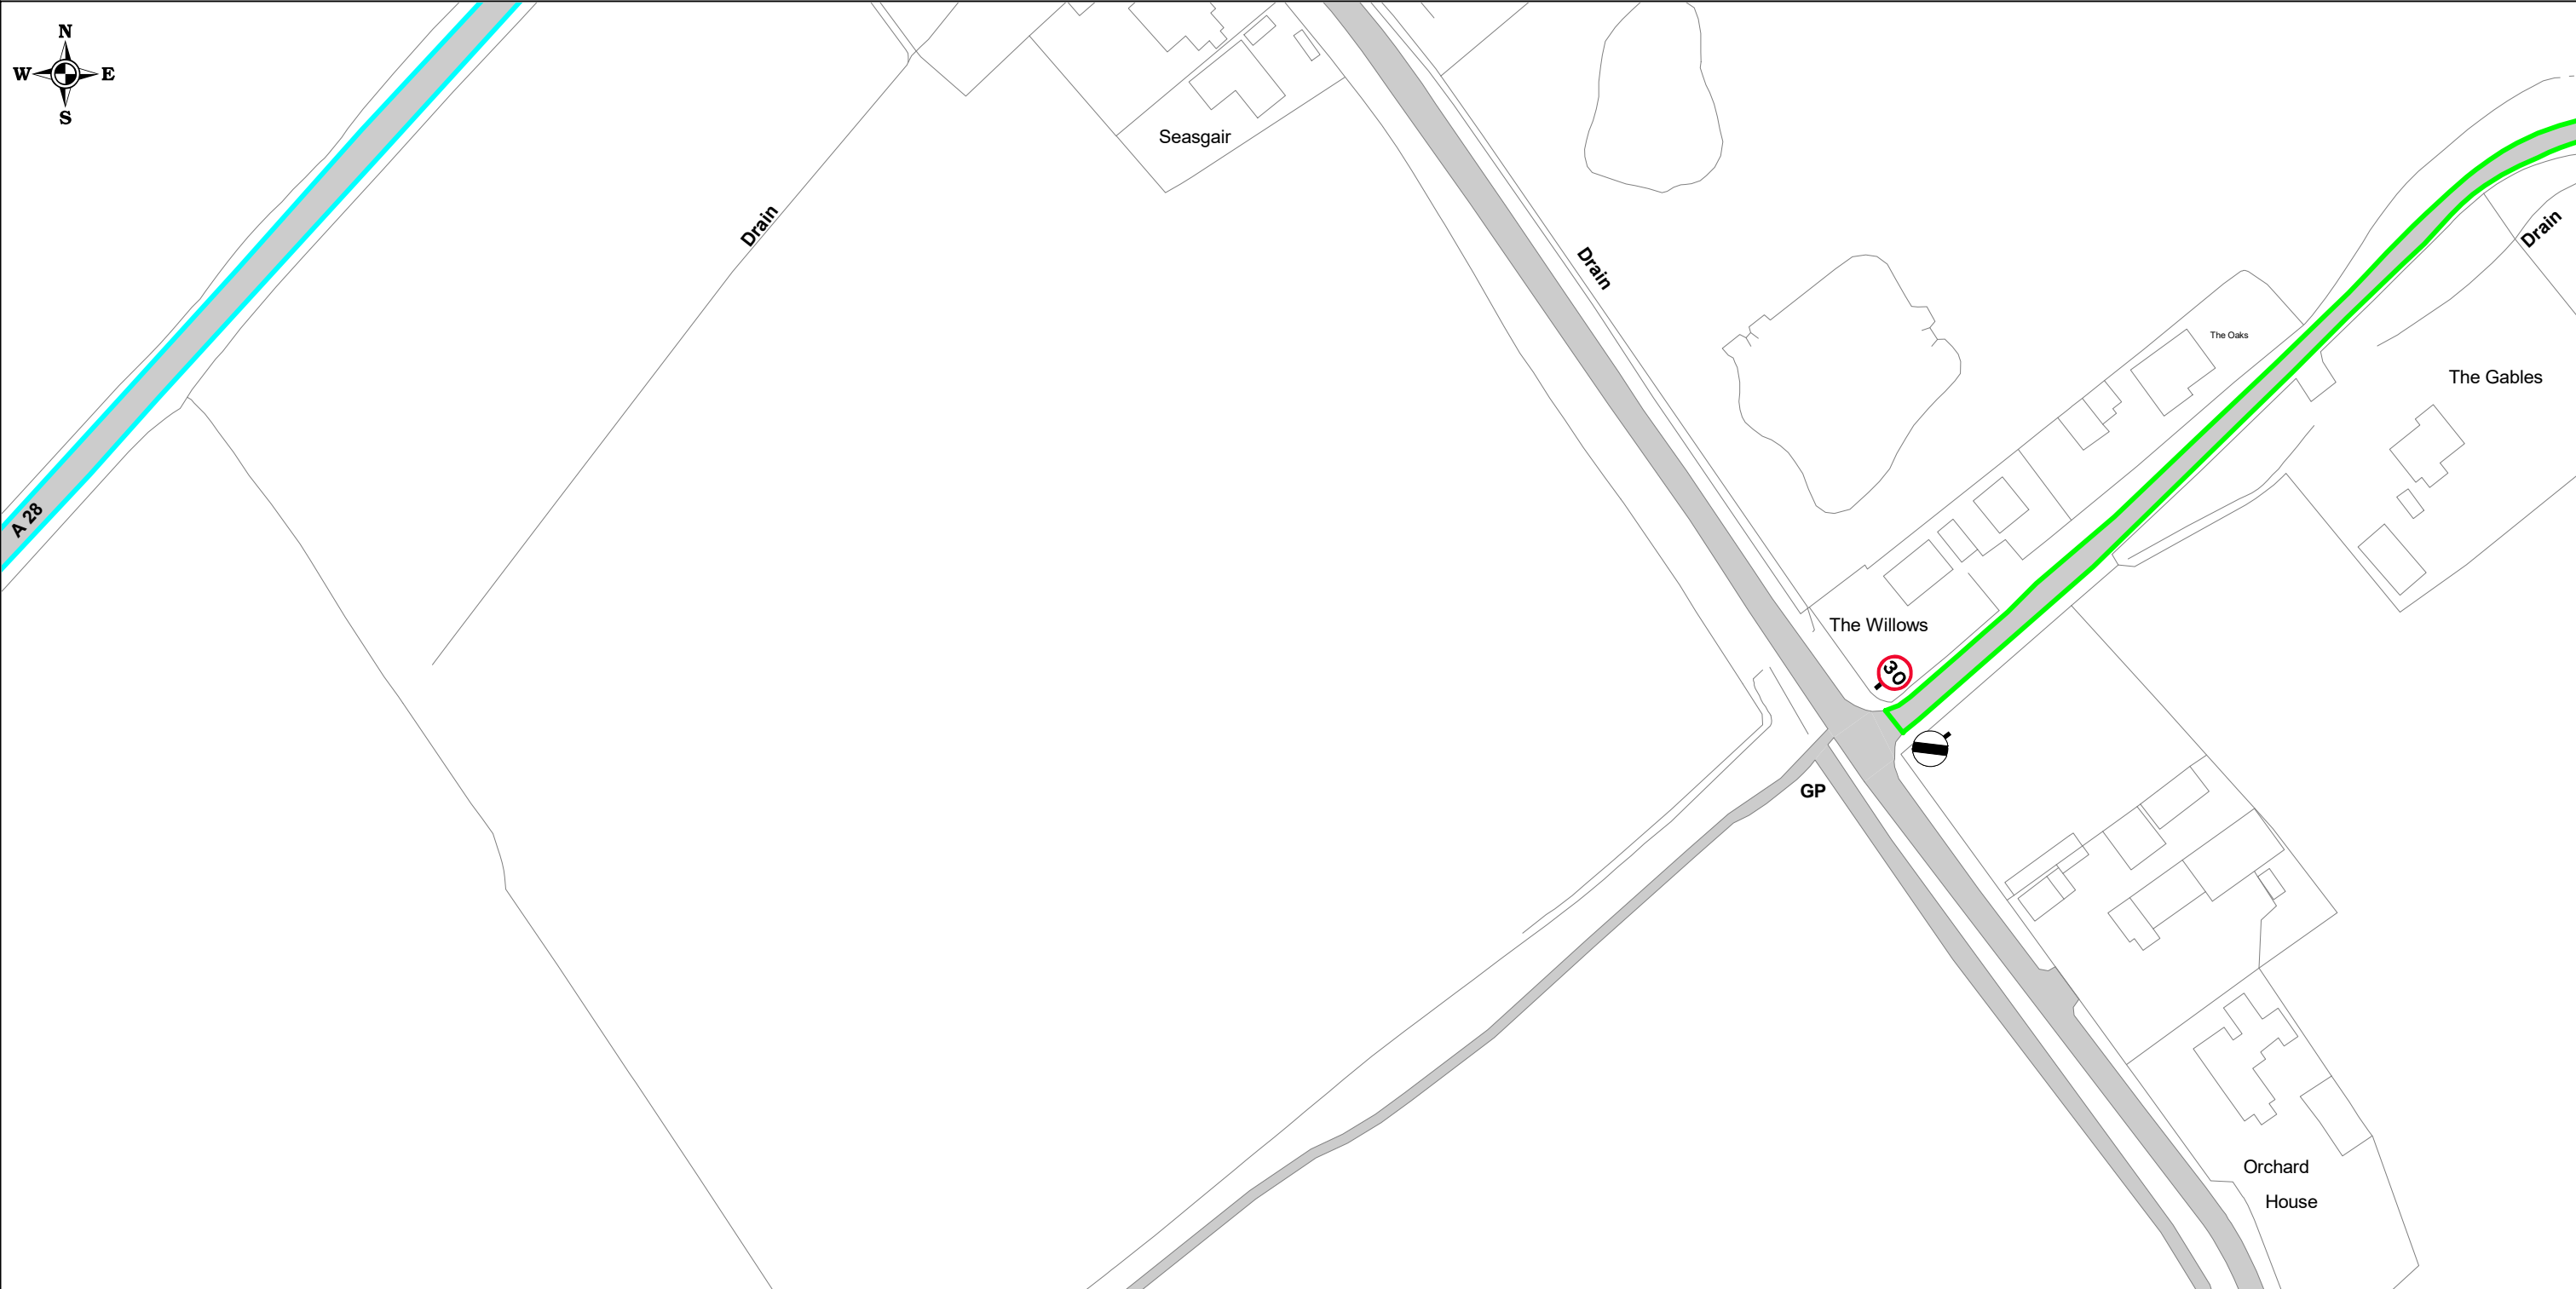 N
W E
S
Seasgair
Drain
Drain
Drain
The Oaks
The Gables
A 28
The Willows
30
GP
Orchard
House